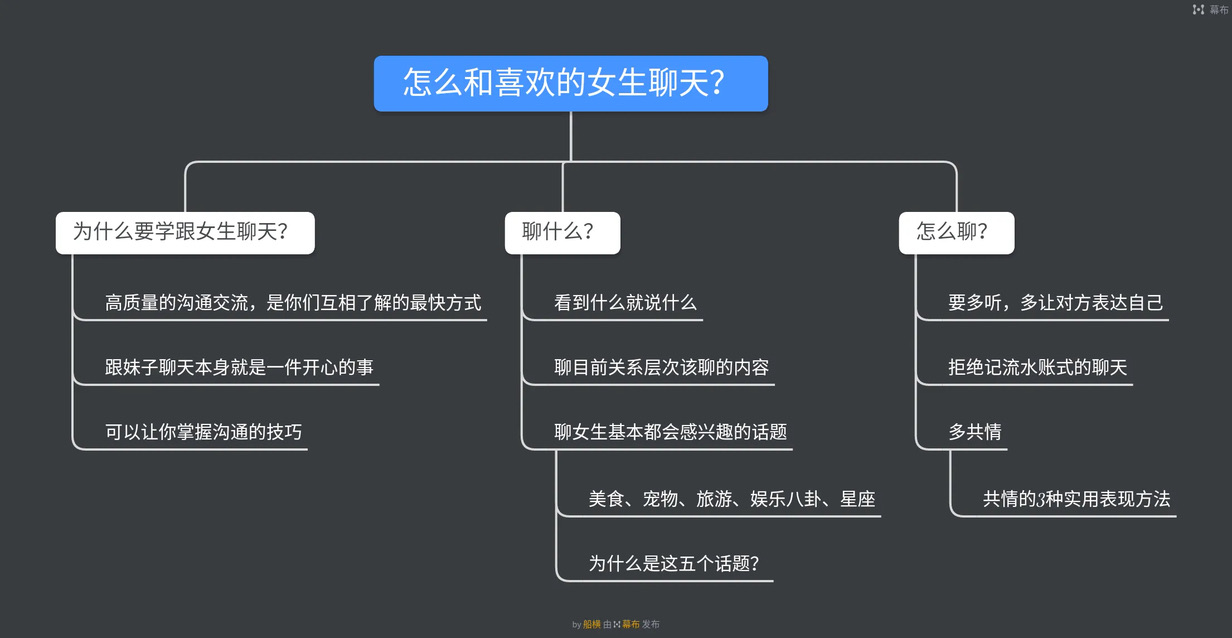 幕布
怎么和喜欢的女生聊天？
为什么要学跟女生聊天？
高质量的沟通交流，是你们互相了解的最快方式
跟妹子聊天本身就是一件开心的事
可以让你掌握沟通的技巧
聊什么？
看到什么就说什么
聊目前关系层次该聊的内容
聊女生基本都会感兴趣的话题
美食、宠物、旅游、娱乐八卦、星座
为什么是这五个话题？
怎么聊？
要多听，多让对方表达自己
拒绝记流水账式的聊天
多共情
共情的3种实用表现方法
by 船横 由 幕布 发布